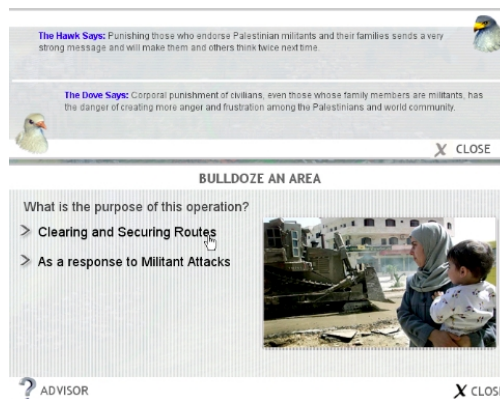 The Hawk Says: Punishing those who endorse Palestinian militants and their families sends a very
strong message and will make them and others think twice next time.
The Dove Says: Corporal punishment of civilians, even those whose family members are militants, has
the danger of creating more anger and frustration among the Palestinians and world community.
X CLOSE
BULLDOZE AN AREA
What is the purpose of this operation?
> Clearing and Securing Routes
> As a response to Militant Attacks
? ADVISOR
X CLOS